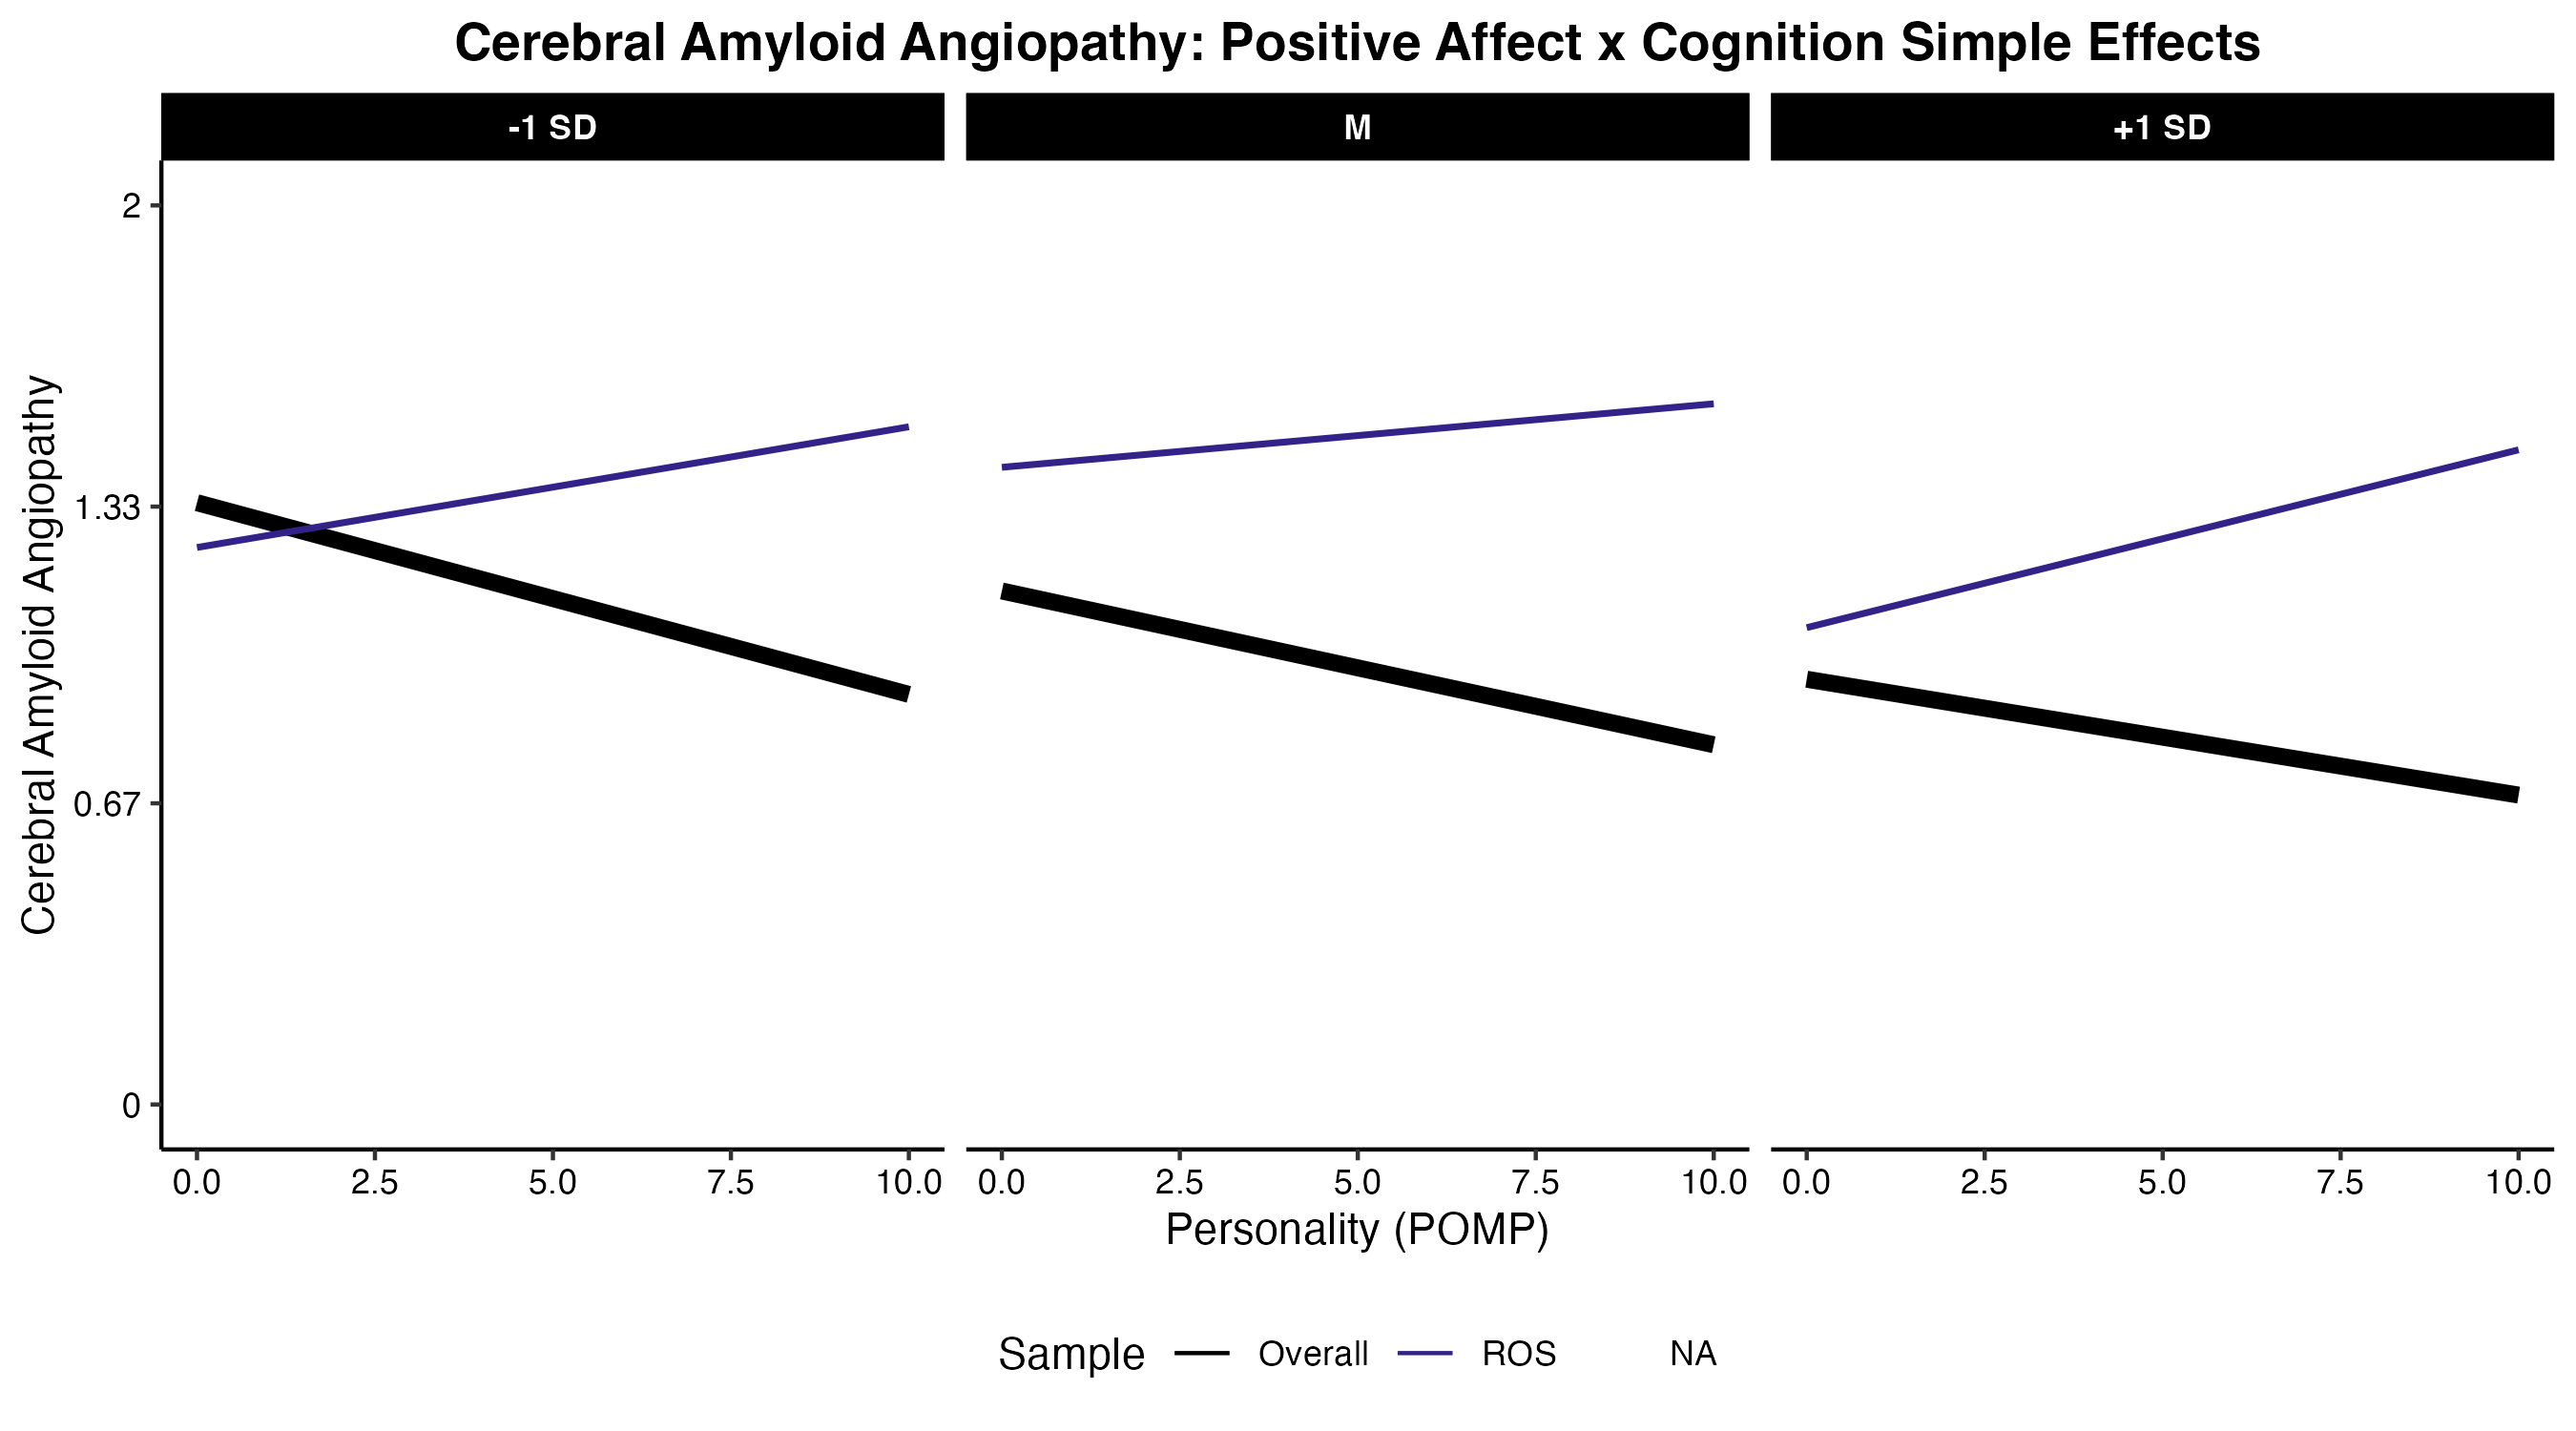 Cerebral Amyloid Angiopathy: Positive Affect x Cognition Simple Effects
-1 SD
M
+1 SD
Cerebral Amyloid Angiopathy
2
1.33
0.67
0
0.0 2.5 5.0 7.5 10.0
0.0 2.5 5.0 7.5 10.0
0.0 2.5 5.0 7.5 10.0
Personality (POMP)
Sample Overall ROS NA